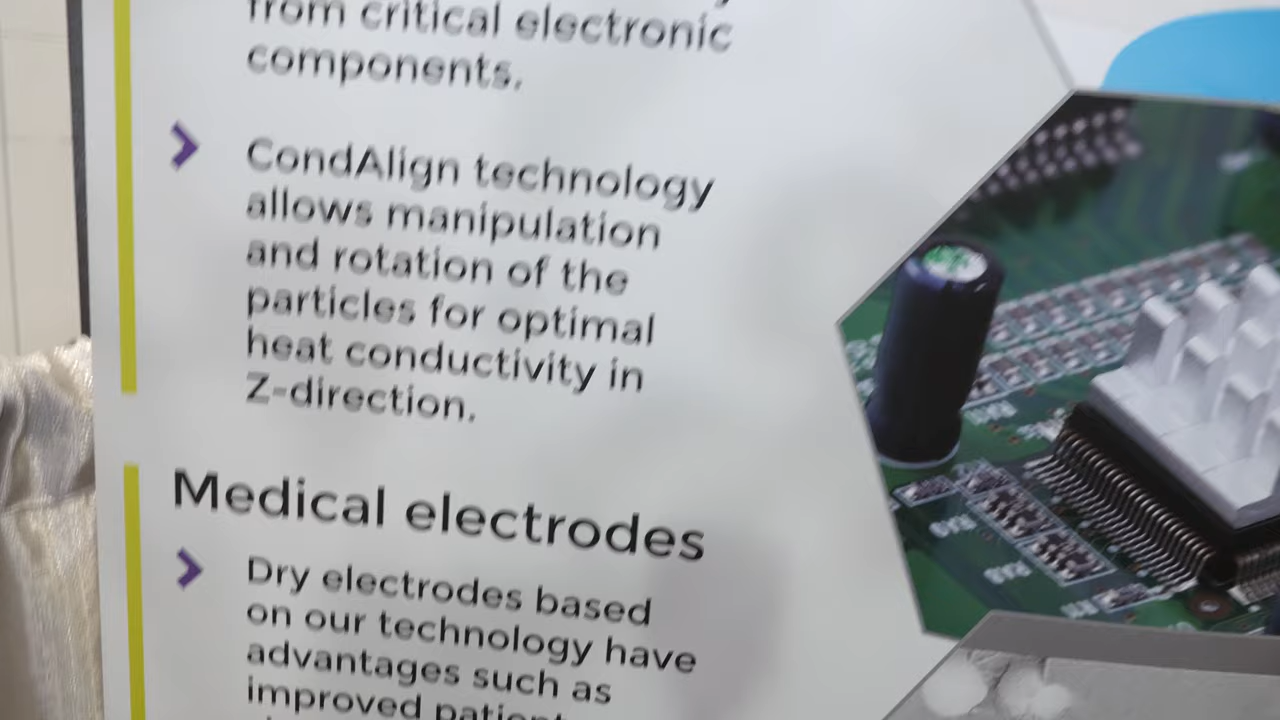 from critical electronic
components.
CondAlign technology
allows manipulation
and rotation of the
particles for optimal
heat conductivity in
Z-direction.
Medical electrodes
Dry electrodes based
on our technology have
advantages such as
improved patient